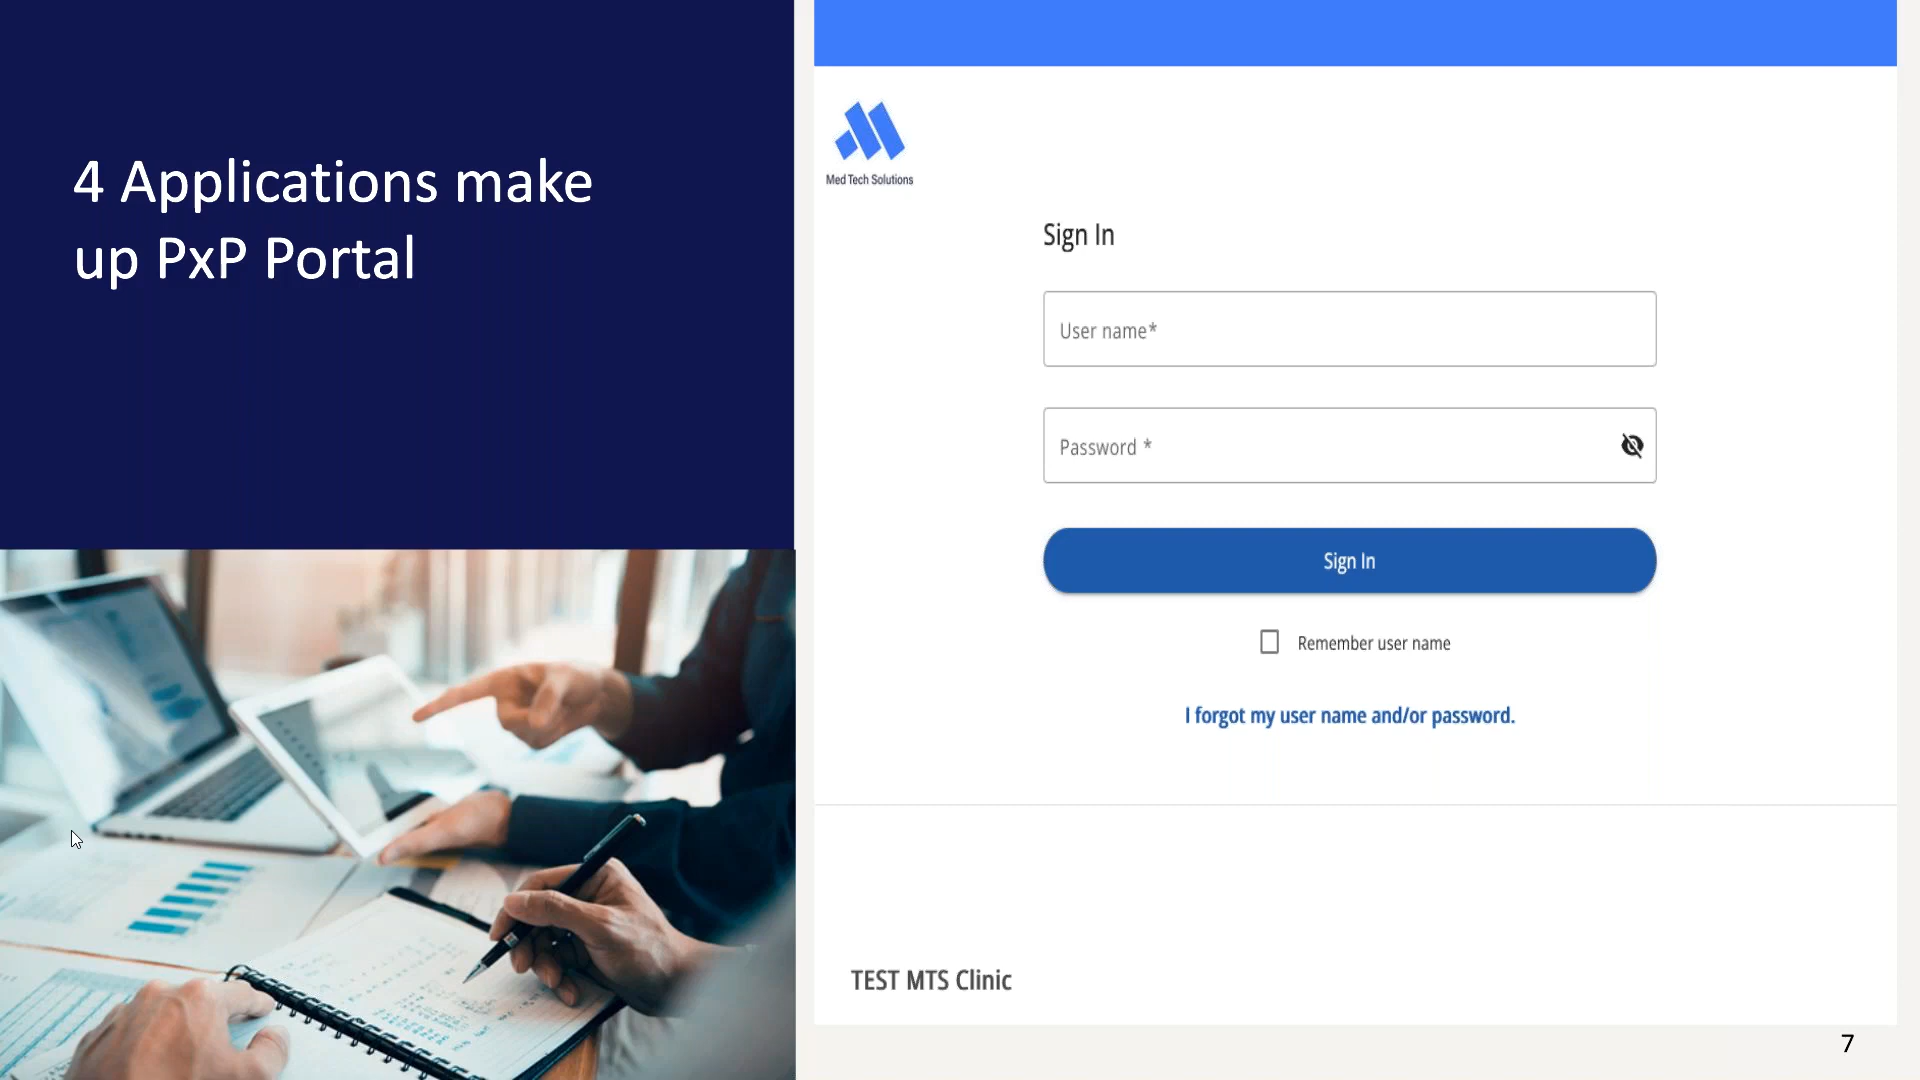 4 Applications make
up PxP Portal
Med Tech Solutions
Sign In
User name*
Password *
Sign In
Remember user name
I forgot my user name and/or password.
TEST MTS Clinic
7